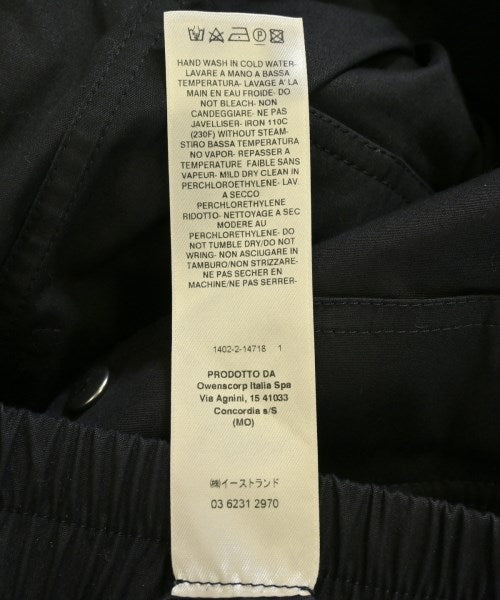 HAND WASH IN COLD WATER-
LAVARE A MANO A BASSA
TEMPERATURA- LAVAGE A' LA
MAIN EN EAU FROIDE- DO
NOT BLEACH- NON
CANDEGGIARE- NE PAS
JAVELLISER- IRON 110C
(230F) WITHOUT STEAM-
STIRO BASSA TEMPERATURA
NO VAPOR- REPASSER A
TEMPERATURE FAIBLE SANS
VAPEUR- MILD DRY CLEAN IN
PERCHLOROETHYLENE- LAV
A SECCO
PERCHLORETHYLENE
RIDOTTO- NETTOYAGE A SEC
MODERE AU
PERCHLORETHYLENE- DO
NOT TUMBLE DRY/DO NOT
WRING- NON ASCIUGARE IN
TAMBURO/NON STRIZZARE-
NE PAS SECHER EN
MACHINE/NE PAS SERRER-
1402-2-14718 1
PRODOTTO DA
Owenscorp Italia Spa
Via Agnini, 15 41033
Concordia s/S
(MO)
㈱イーストランド
03 6231 2970